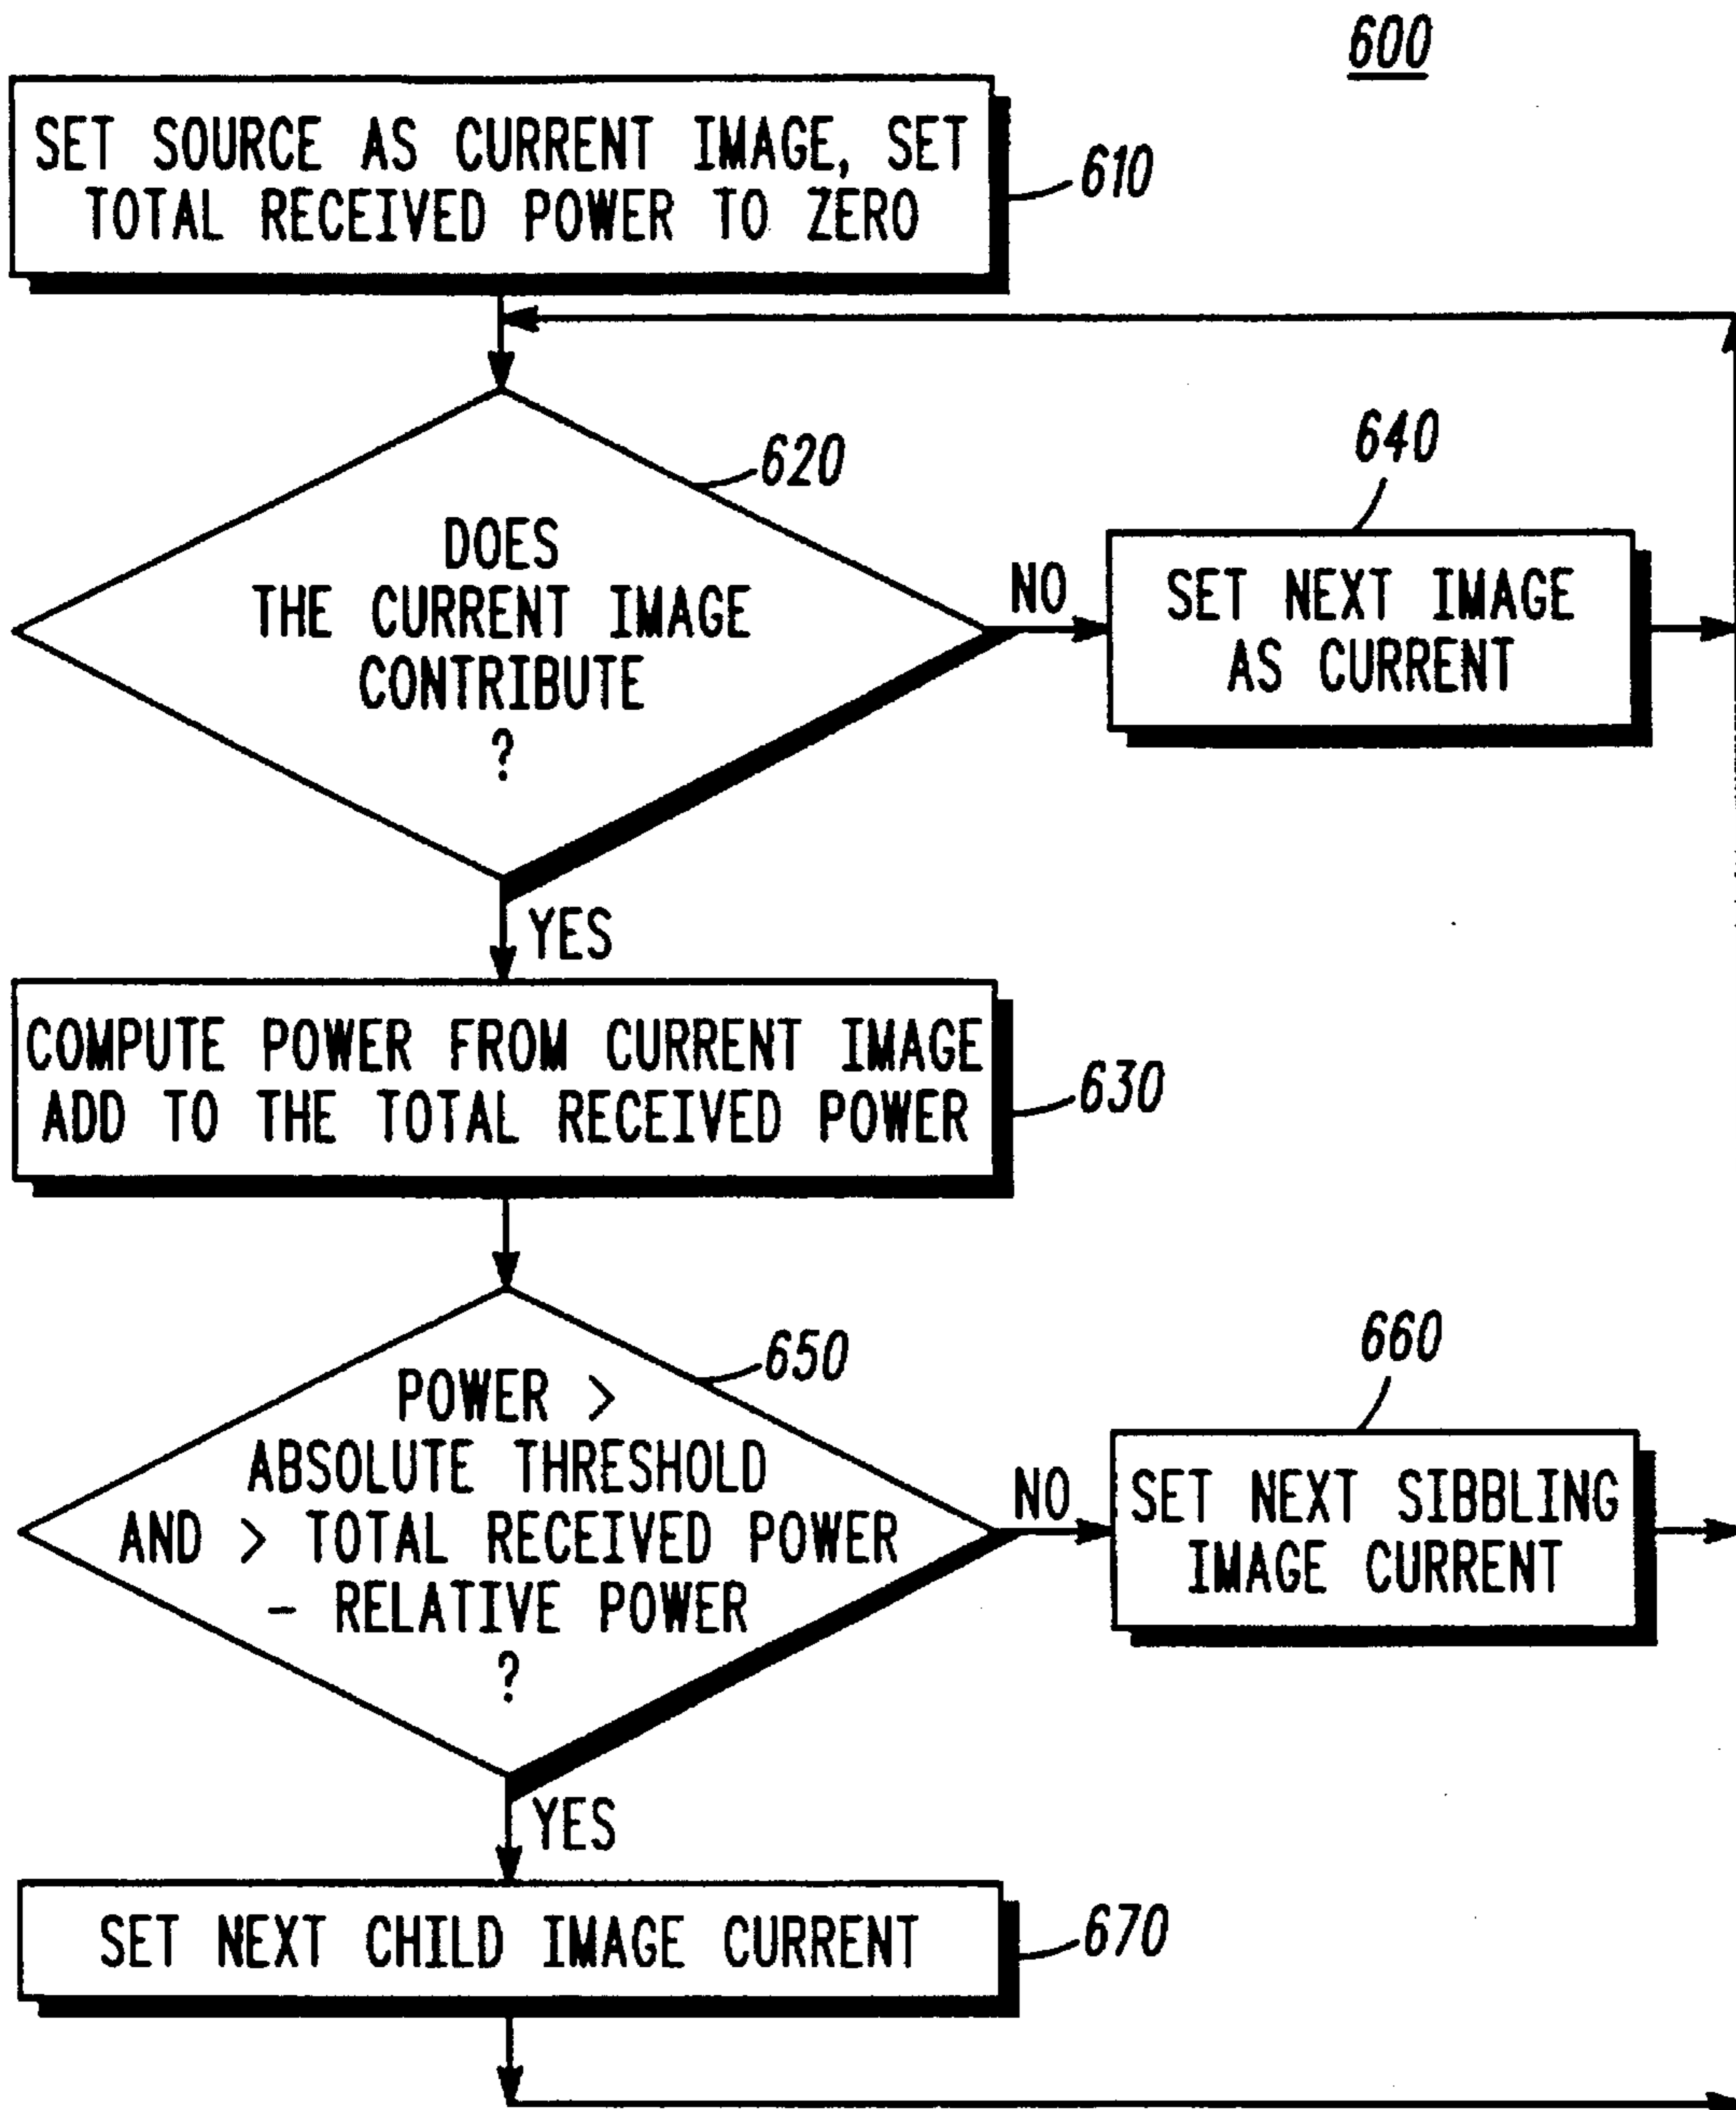 600
SET SOURCE AS CURRENT IMAGE, SET
TOTAL RECEIVED POWER TO ZERO
610
620
DOES
THE CURRENT IMAGE
CONTRIBUTE
?
NO
640
SET NEXT IMAGE
AS CURRENT
YES
COMPUTE POWER FROM CURRENT IMAGE
ADD TO THE TOTAL RECEIVED POWER
630
650
POWER >
ABSOLUTE THRESHOLD
AND > TOTAL RECEIVED POWER
- RELATIVE POWER
?
NO
660
SET NEXT SIBBLING
IMAGE CURRENT
YES
SET NEXT CHILD IMAGE CURRENT
670